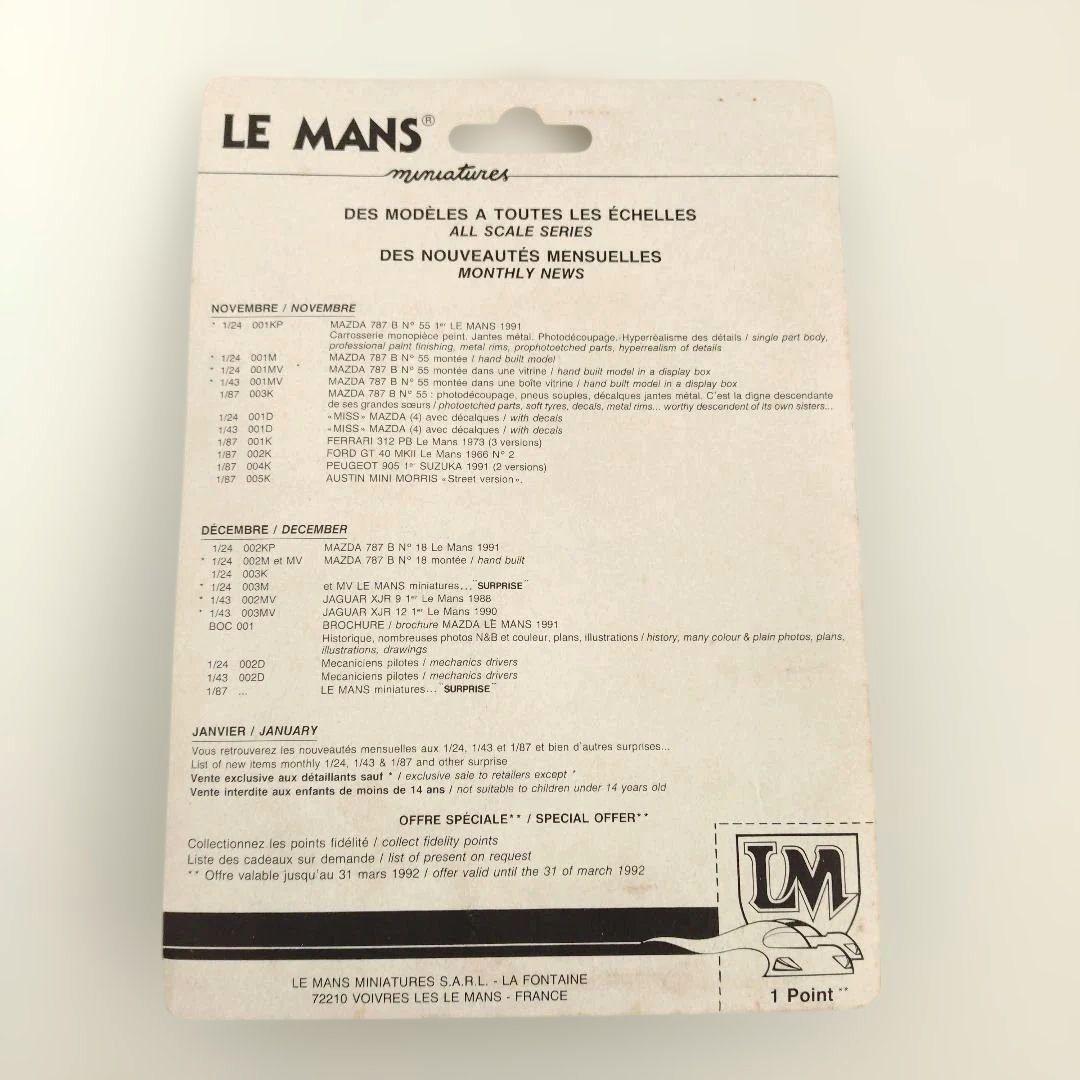 LE MANS®
miniatures
DES MODÈLES A TOUTES LES ÉCHELLES
ALL SCALE SERIES
DES NOUVEAUTÉS MENSUELLES
MONTHLY NEWS
NOVEMBRE / NOVEMBRE
* 1/24 001KP MAZDA 787 B N° 55 1er LE MANS 1991
Carrosserie monopièce peint. Jantes métal. Photodécoupage. Hyperréalisme des détails / single part body,
professional paint finishing, metal rims, prophotoetched parts, hyperrealism of details
* 1/24 001M MAZDA 787 B N° 55 montée / hand built model
* 1/24 001MV MAZDA 787 B N° 55 montée dans une vitrine / hand built model in a display box
* 1/43 001MV MAZDA 787 B N° 55 montée dans une boîte vitrine / hand built model in a display box
1/87 003K MAZDA 787 B N° 55 : photodécoupage, pneus souples, décalques jantes métal. C'est la digne descendante
de ses grandes sœurs / photoetched parts, soft tyres, decals, metal rims... worthy descendent of its own sisters...
1/24 001D «MISS» MAZDA (4) avec décalques / with decals
1/43 001D «MISS» MAZDA (4) avec décalques / with decals
1/87 001K FERRARI 312 PB Le Mans 1973 (3 versions)
1/87 002K FORD GT 40 MKII Le Mans 1966 N° 2
1/87 004K PEUGEOT 905 1er SUZUKA 1991 (2 versions)
1/87 005K AUSTIN MINI MORRIS «Street version».
DÉCEMBRE / DECEMBER
1/24 002KP MAZDA 787 B N° 18 Le Mans 1991
* 1/24 002M et MV MAZDA 787 B N° 18 montée / hand built
1/24 003K
* 1/24 003M et MV LE MANS miniatures... "SURPRISE"
* 1/43 002MV JAGUAR XJR 9 1er Le Mans 1988
* 1/43 003MV JAGUAR XJR 12 1er Le Mans 1990
BOC 001 BROCHURE / brochure MAZDA LE MANS 1991
Historique, nombreuses photos N&B et couleur, plans, illustrations / history, many colour & plain photos, plans,
illustrations, drawings
1/24 002D Mecaniciens pilotes / mechanics drivers
1/43 002D Mecaniciens pilotes / mechanics drivers
1/87 ... LE MANS miniatures... "SURPRISE"
JANVIER / JANUARY
Vous retrouverez les nouveautés mensuelles aux 1/24, 1/43 et 1/87 et bien d'autres surprises...
List of new items monthly 1/24, 1/43 & 1/87 and other surprise
Vente exclusive aux détaillants sauf * / exclusive sale to retailers except *
Vente interdite aux enfants de moins de 14 ans / not suitable to children under 14 years old
OFFRE SPÉCIALE** / SPECIAL OFFER**
Collectionnez les points fidélité / collect fidelity points
Liste des cadeaux sur demande / list of present on request
** Offre valable jusqu'au 31 mars 1992 / offer valid until the 31 of march 1992
LM
LE MANS MINIATURES S.A.R.L. - LA FONTAINE
72210 VOIVRES LES LE MANS - FRANCE
1 Point**